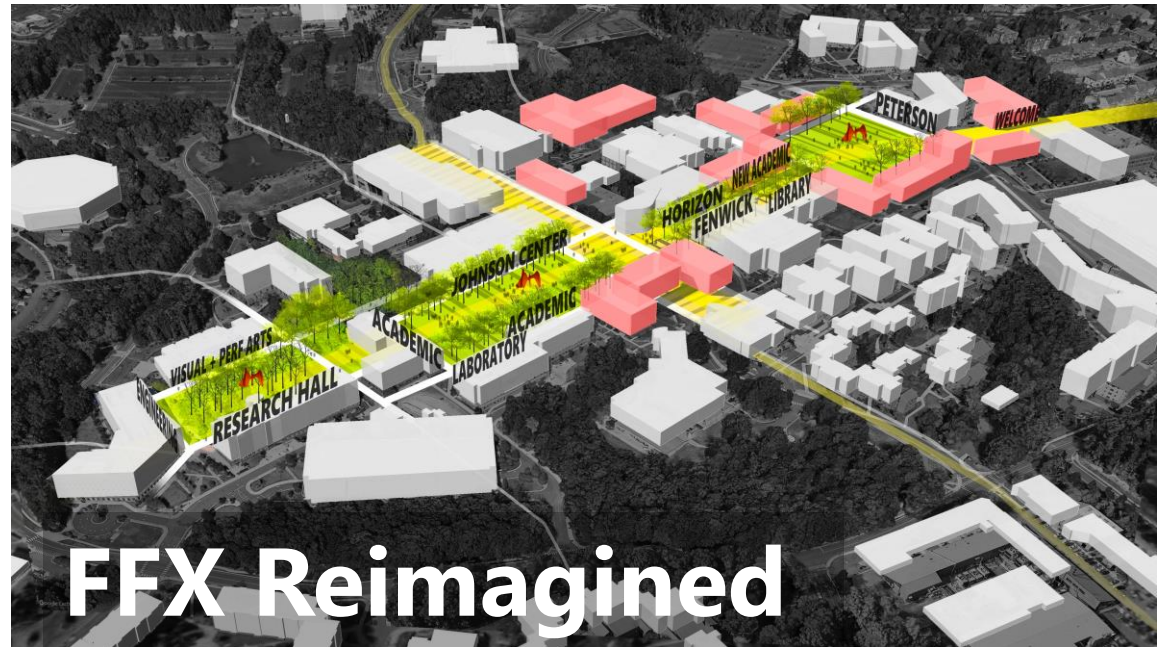 PETERSON
WELCOME
NEW ACADEMIC
HORIZON
FENWICK LIBRARY
JOHNSON CENTER
ACADEMIC
ACADEMIC
LABORATORY
VISUAL + PERF ARTS
ENGINEERING
RESEARCH HALL
FFX Reimagined